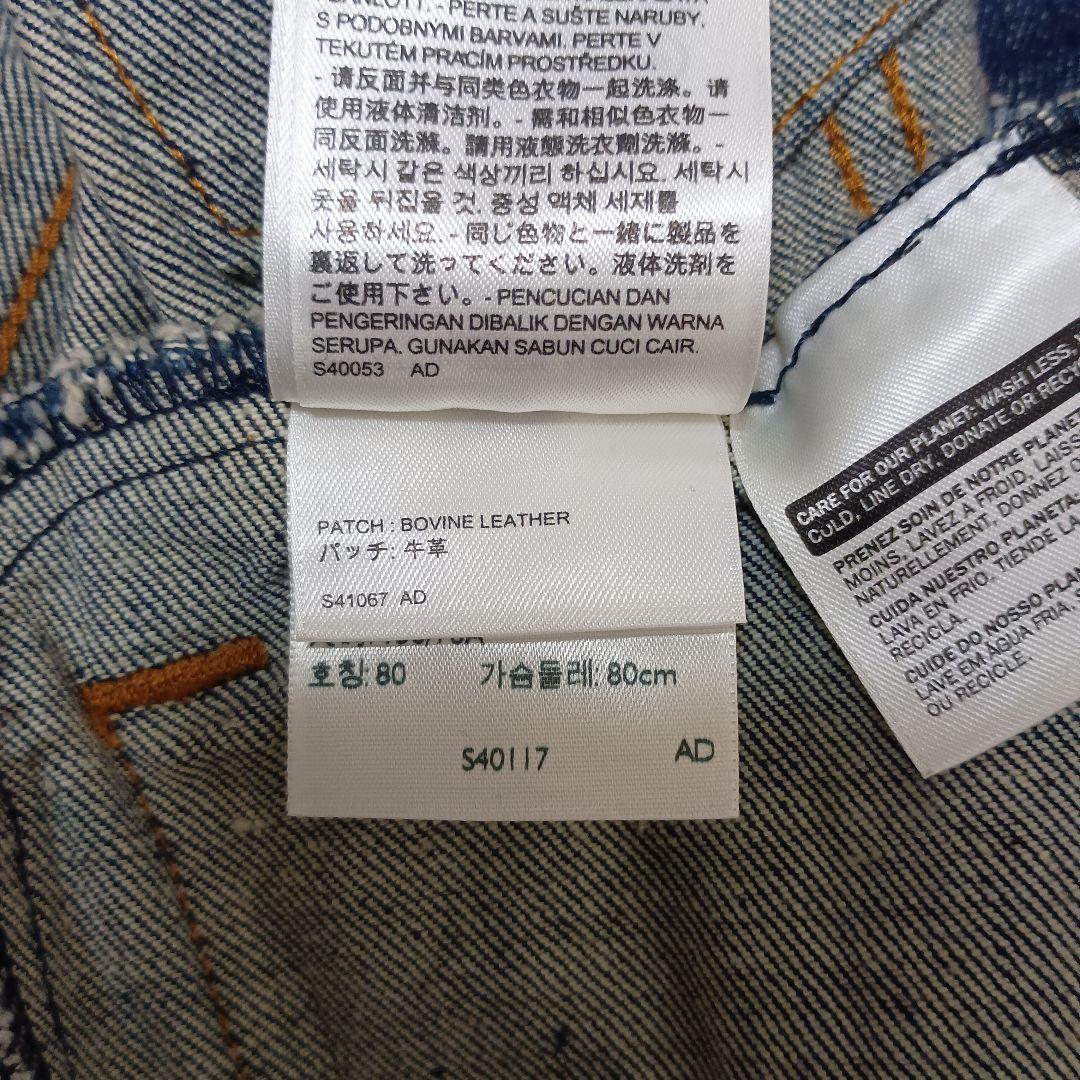 - PERTE A SUŠTE NARUBY.
S PODOBNÝMI BARVAMI. PERTE V
TEKUTÉM PRACÍM PROSTŘEDKU.
- 请反面并与同类色衣物一起洗涤。请
使用液体清洁剂。- 需和相似色衣物一
同反面洗滌。請用液態洗衣劑洗滌。-
세탁시 같은 색상끼리 하십시요. 세탁시
옷을 뒤집을 것. 중성 액체 세제를
사용하세요. - 同じ色物と一緒に製品を
裏返して洗ってください。液体洗剤を
ご使用下さい。- PENCUCIAN DAN
PENGERINGAN DIBALIK DENGAN WARNA
SERUPA. GUNAKAN SABUN CUCI CAIR.
S40053 AD
PATCH : BOVINE LEATHER
パッチ: 牛革
S41067 AD
호칭: 80 가슴둘레: 80cm
S40117 AD
CARE FOR OUR PLANET: WASH LESS,
COLD, LINE DRY, DONATE OR
PRENEZ SOIN DE NOTRE PLANET
MOINS, LAVEZ A FROID,
NATURELLEMENT, DONNEZ
CUIDA NUESTRO PLANETA:
LAVA EN FRIO. TIENDE
RECICLA.
CUIDE DO NOSSO
LAVE EM ÁGUA FRIA,
OU RECICLE.